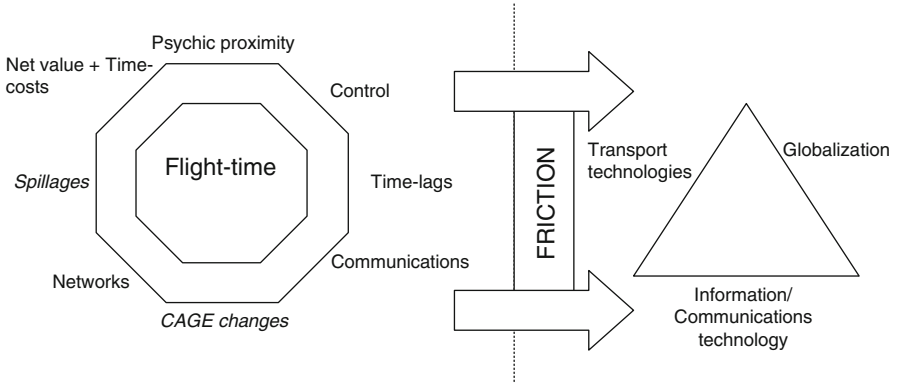 Psychic proximity
Net value + Time-
costs
Control
Flight-time
Spillages
Time-lags
Networks
Communications
CAGE changes
FRICTION
Transport
technologies
Globalization
Information/
Communications
technology